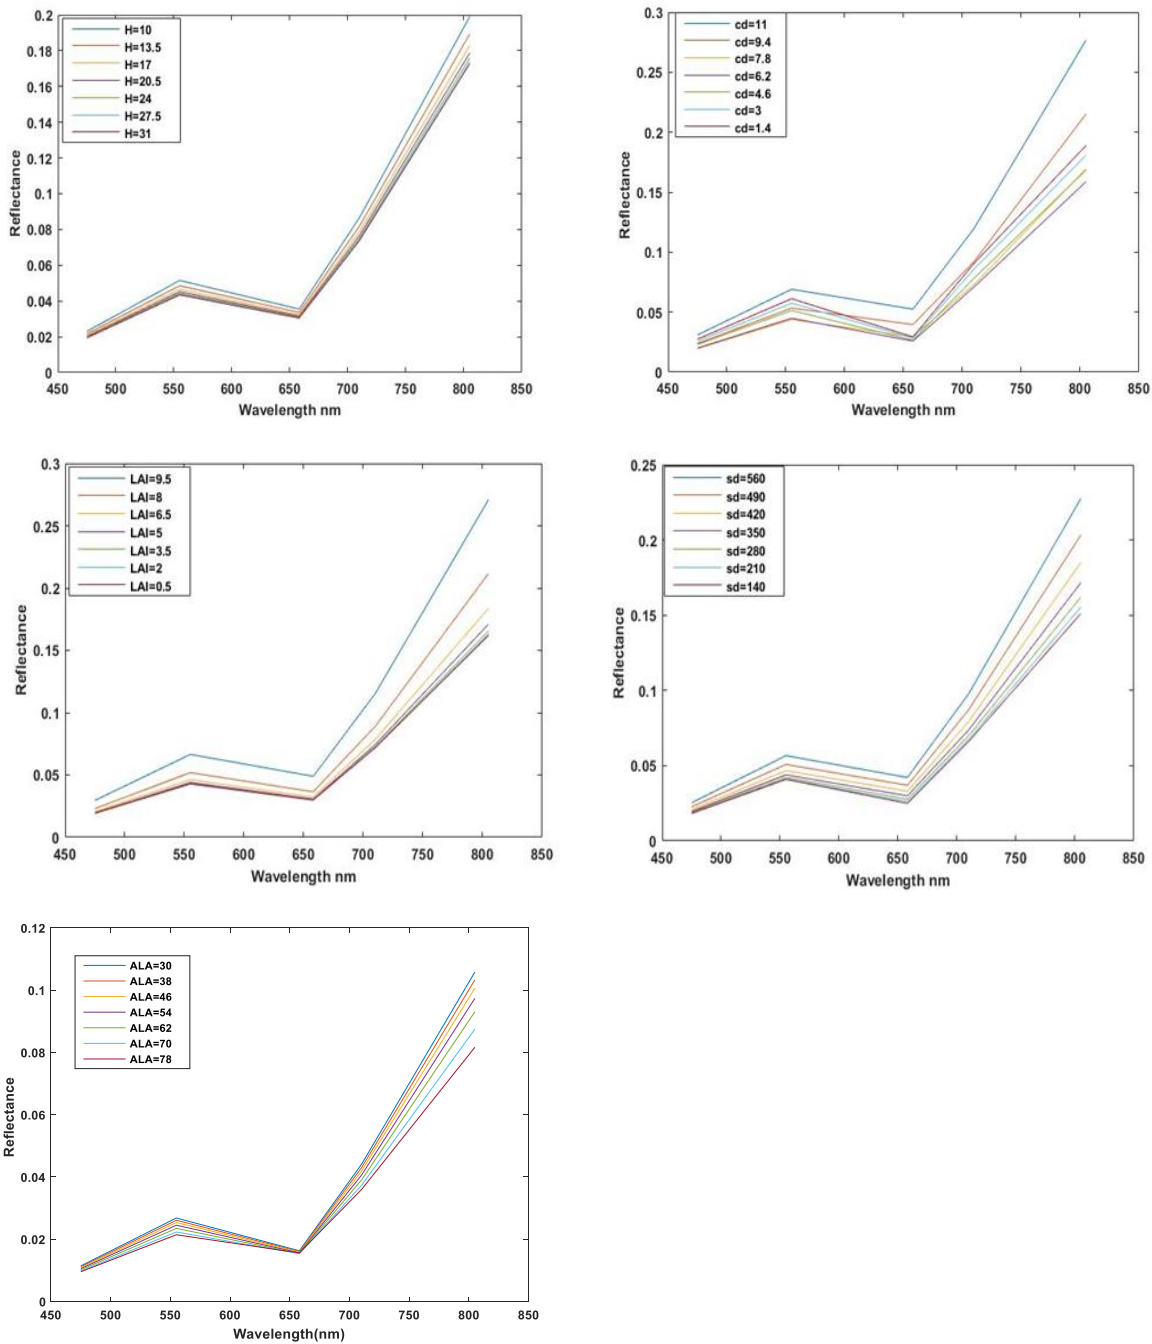 0.2
0.18
0.16
0.14
0.12
0.1
0.08
0.06
0.04
0.02
0
H=10
H=13.5
H=17
H=20.5
H=24
H=27.5
H=31
450 500 550 600 650 700 750 800 850
Wavelength nm
Reflectance
0.3
0.25
0.2
0.15
0.1
0.05
0
cd=11
cd=9.4
cd=7.8
cd=6.2
cd=4.6
cd=3
cd=1.4
450 500 550 600 650 700 750 800 850
Wavelength nm
Reflectance
0.3
0.25
0.2
0.15
0.1
0.05
0
LAI=9.5
LAI=8
LAI=6.5
LAI=5
LAI=3.5
LAI=2
LAI=0.5
450 500 550 600 650 700 750 800 850
Wavelength nm
Reflectance
0.25
0.2
0.15
0.1
0.05
0
sd=560
sd=490
sd=420
sd=350
sd=280
sd=210
sd=140
450 500 550 600 650 700 750 800 850
Wavelength nm
Reflectance
0.12
0.1
0.08
0.06
0.04
0.02
0
ALA=30
ALA=38
ALA=46
ALA=54
ALA=62
ALA=70
ALA=78
450 500 550 600 650 700 750 800 850
Wavelength(nm)
Reflectance